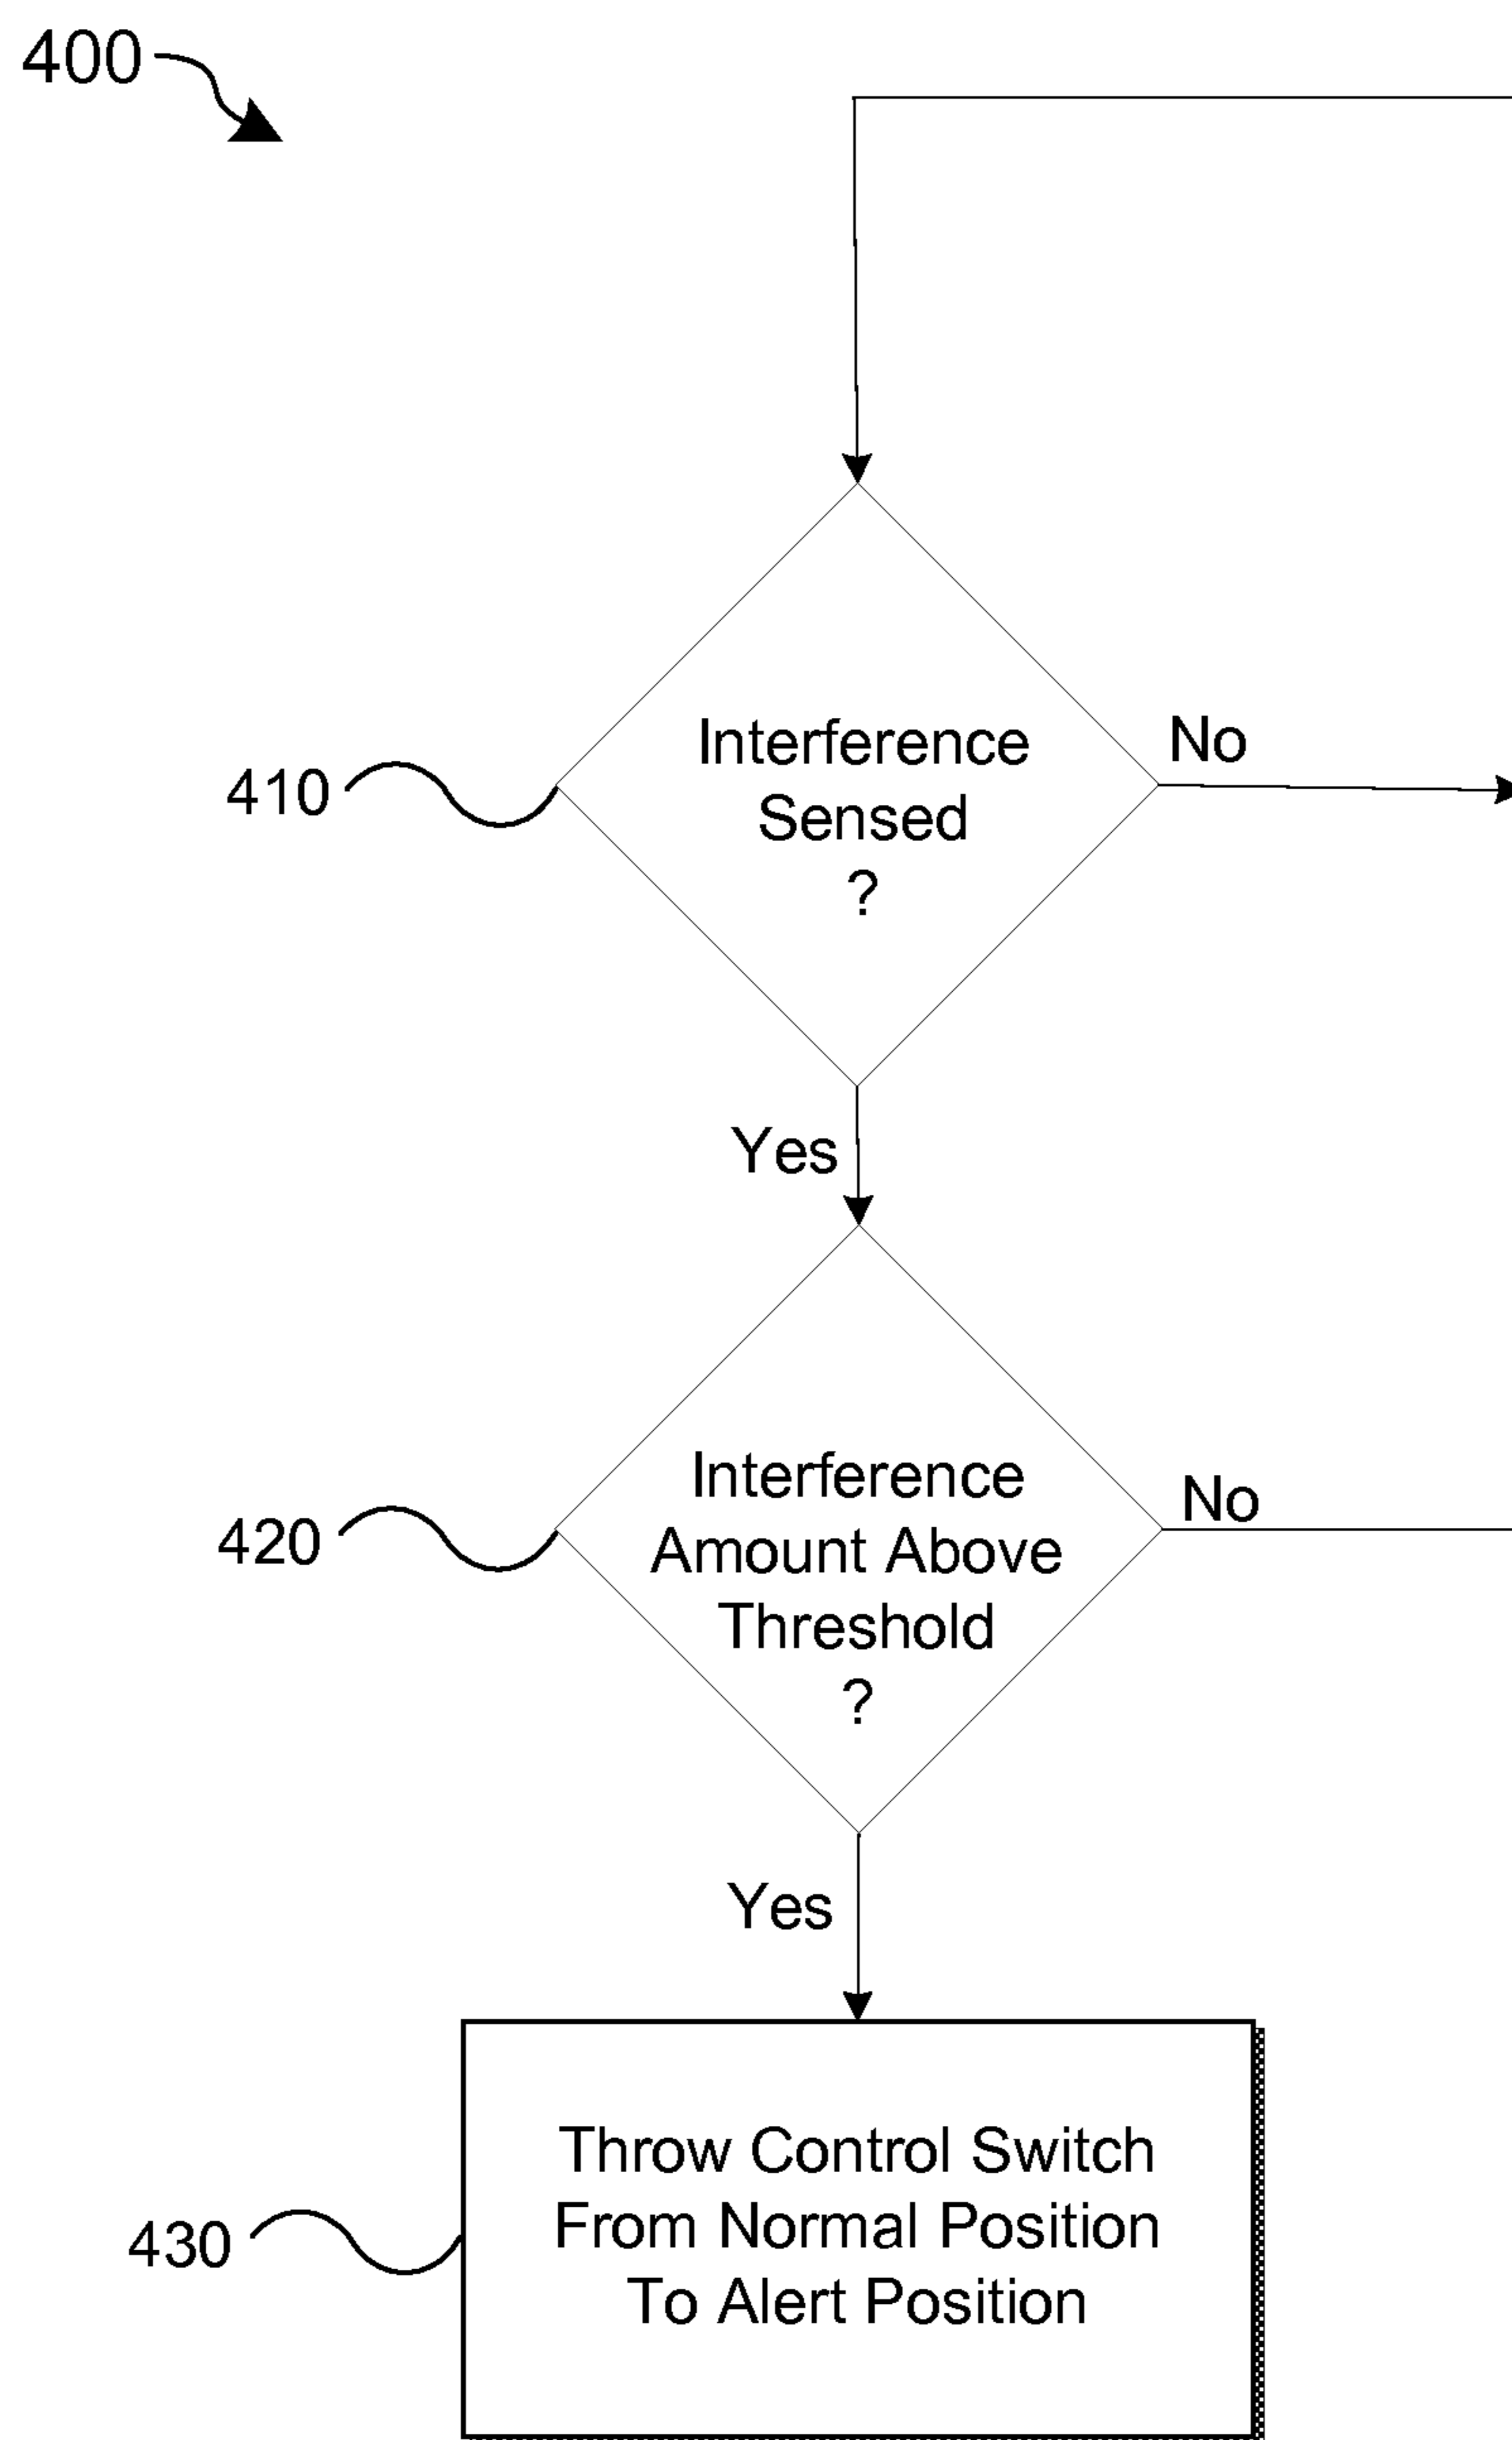 400
410
Interference
Sensed
?
No
Yes
420
Interference
Amount Above
Threshold
?
No
Yes
430
Throw Control Switch
From Normal Position
To Alert Position